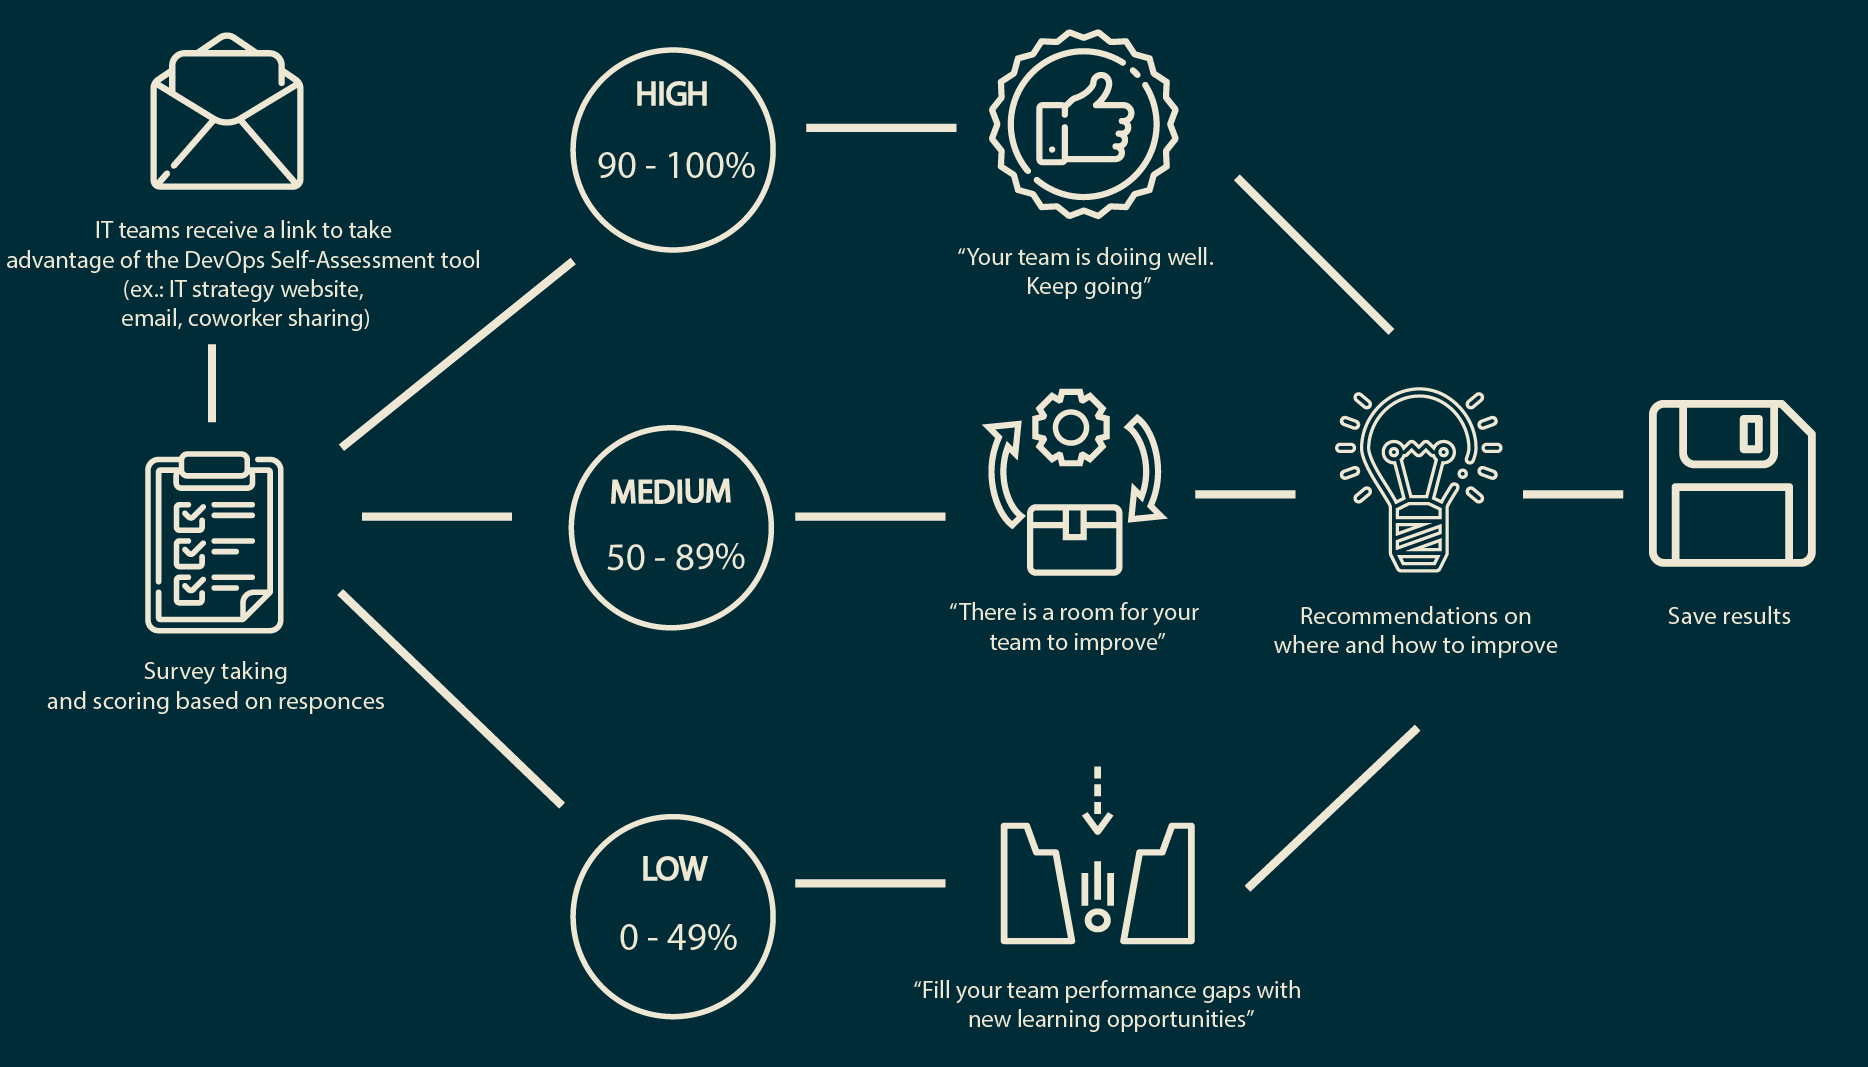 IT teams receive a link to take
advantage of the DevOps Self-Assessment tool
(ex.: IT strategy website,
email, coworker sharing)
Survey taking
and scoring based on responces
HIGH
90 - 100%
"Your team is doiing well.
Keep going"
MEDIUM
50 - 89%
"There is a room for your
team to improve"
LOW
0 - 49%
"Fill your team performance gaps with
new learning opportunities"
Recommendations on
where and how to improve
Save results